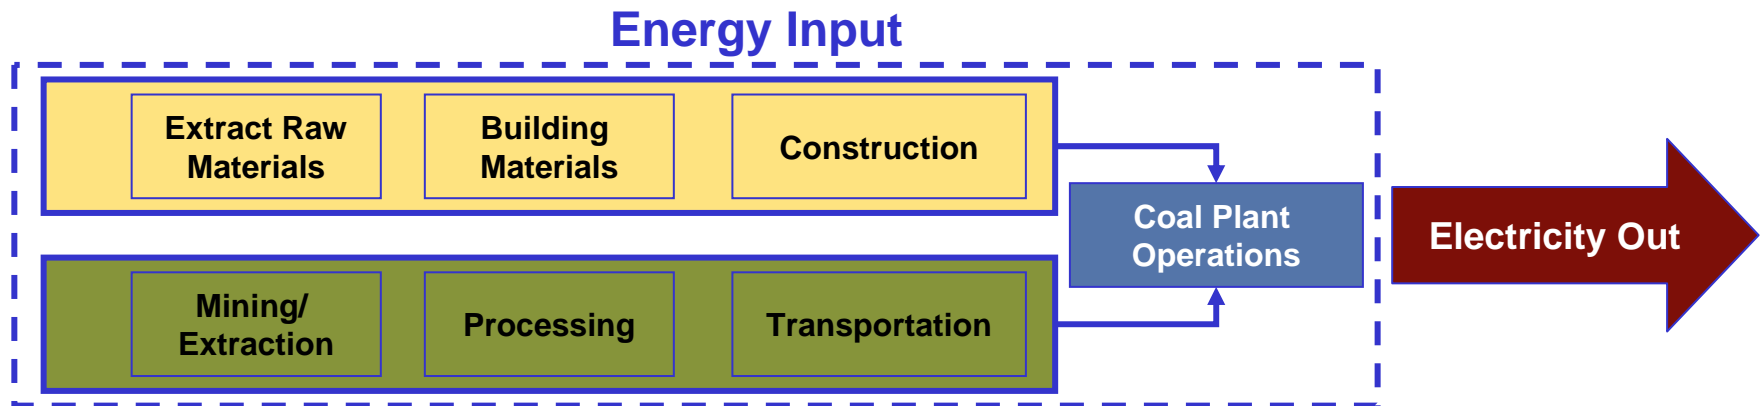 Energy Input
Extract Raw
Materials
Building
Materials
Construction
Coal Plant
Operations
Electricity Out
Mining/
Extraction
Processing
Transportation